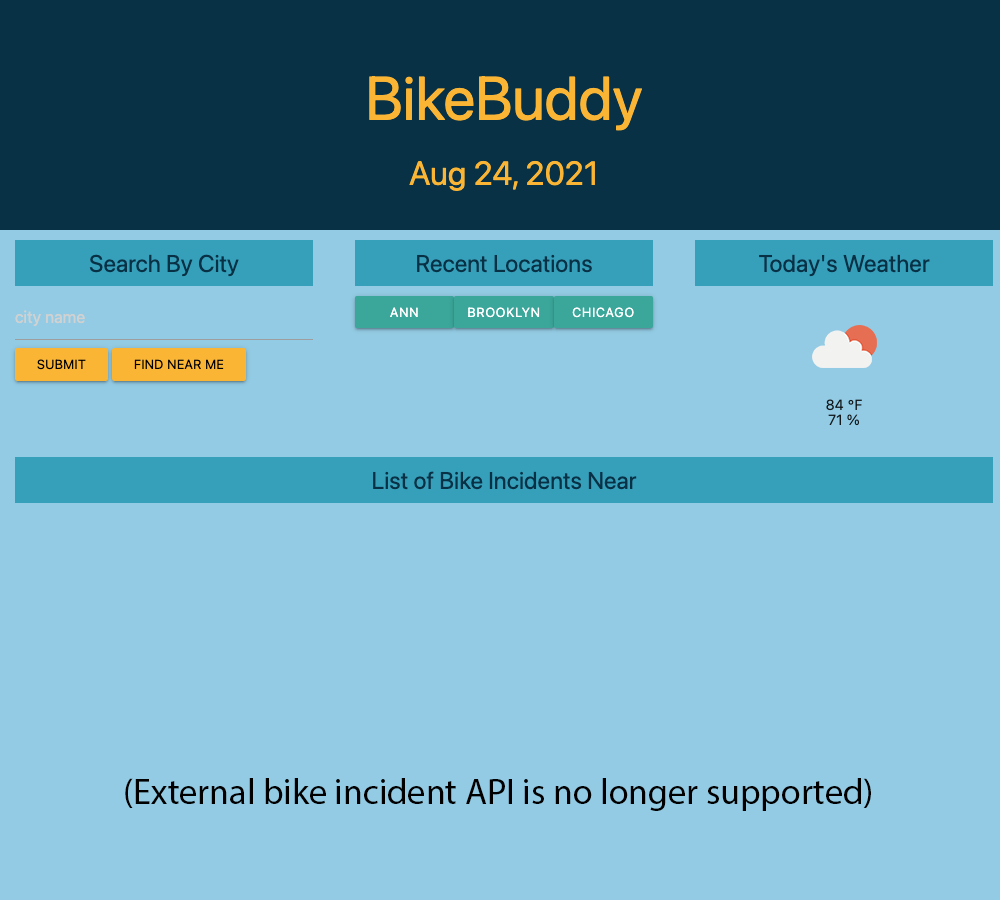 BikeBuddy
Aug 24, 2021
Search By City
city name
SUBMIT FIND NEAR ME
Recent Locations
ANN BROOKLYN CHICAGO
Today's Weather
84 °F
71 %
List of Bike Incidents Near
(External bike incident API is no longer supported)